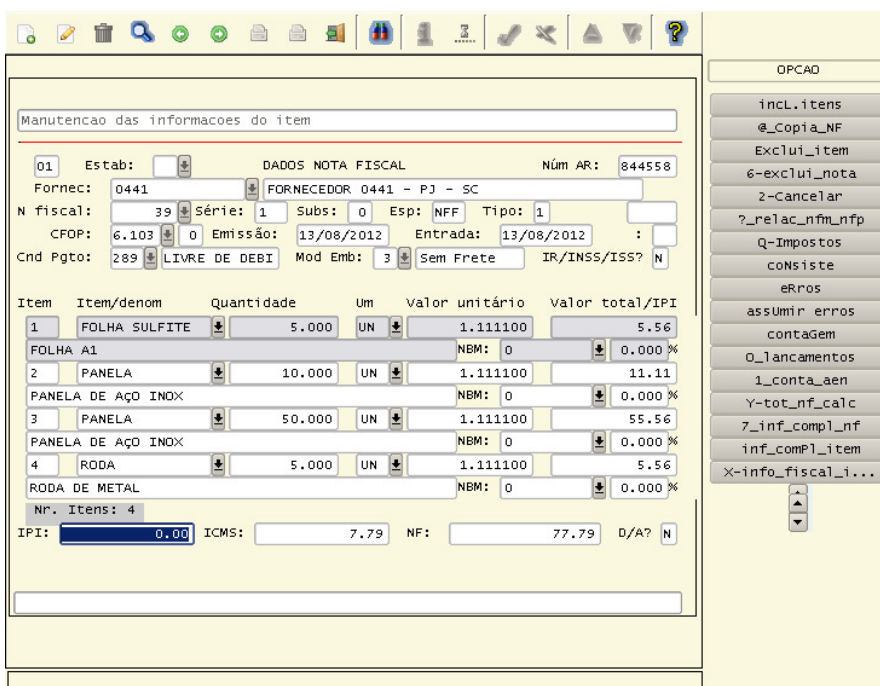 OPCAO
Manutencao das informacoes do item
01 Estab: DADOS NOTA FISCAL Núm AR: 844558
Fornec: 0441 FORNECEDOR 0441 - PJ - SC
N fiscal: 39 Série: 1 Subs: 0 Esp: NFF Tipo: 1
CFOP: 6.103 0 Emissão: 13/08/2012 Entrada: 13/08/2012 :
Cnd Pgto: 289 LIVRE DE DEBI Mod Emb: 3 Sem Frete IR/INSS/ISS? N
Item Item/denom Quantidade Um Valor unitário Valor total/IPI
1 FOLHA SULFITE 5.000 UN 1.111100 5.56
FOLHA A1 NBM: 0 0.000 %
2 PANELA 10.000 UN 1.111100 11.11
PANELA DE AÇO INOX NBM: 0 0.000 %
3 PANELA 50.000 UN 1.111100 55.56
PANELA DE AÇO INOX NBM: 0 0.000 %
4 RODA 5.000 UN 1.111100 5.56
RODA DE METAL NBM: 0 0.000 %
Nr. Itens: 4
IPI: 0.00 ICMS: 7.79 NF: 77.79 D/A? N
incL.itens
@_Copia_NF
Exclui_item
6-exclui_nota
2-Cancelar
?_relac_nfm_nfp
Q-Impostos
coNsiste
eRros
assUmir erros
contaGem
O_lancamentos
1_conta_aen
Y-tot_nf_calc
7_inf_compl_nf
inf_comPl_item
X-info_fiscal_i...